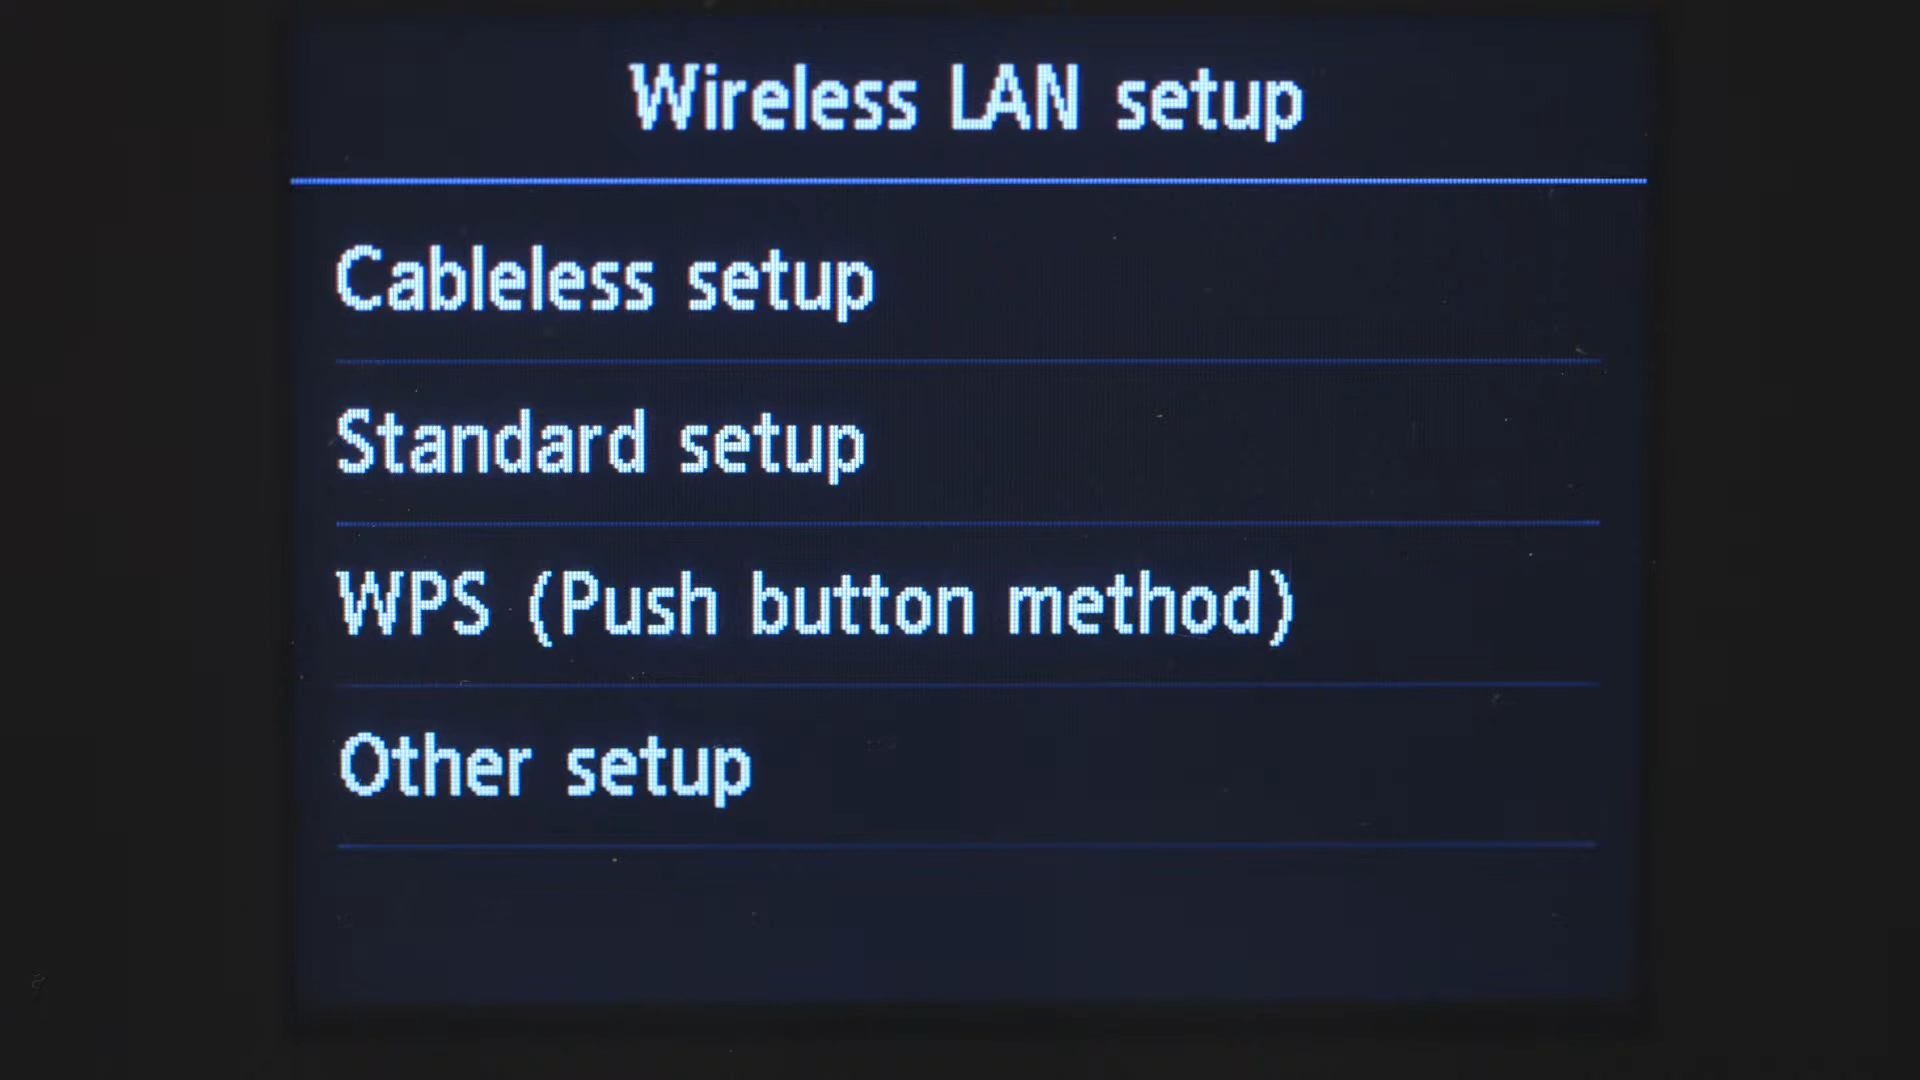 Wireless LAN setup
Cableless setup
Standard setup
WPS (Push button method)
Other setup